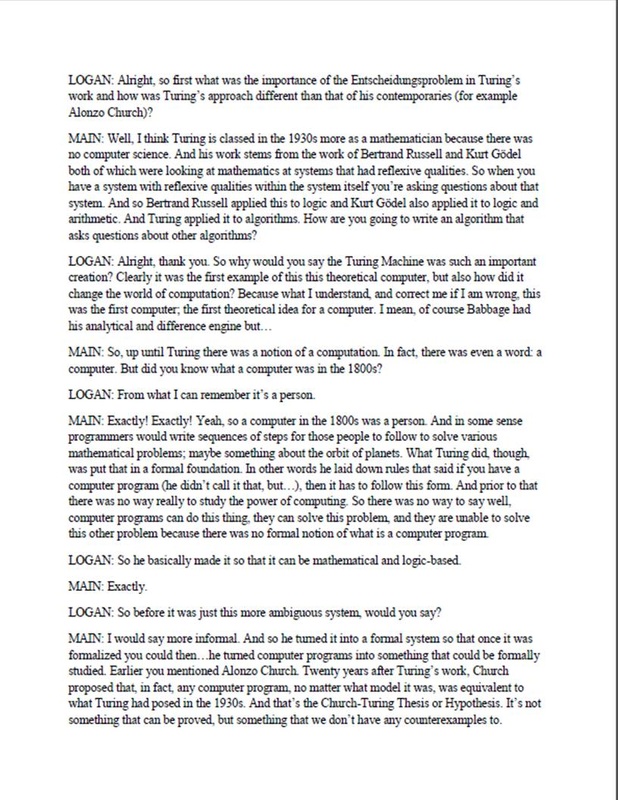 LOGAN: Alright, so first what was the importance of the Entscheidungsproblem in Turing's
work and how was Turing's approach different than that of his contemporaries (for example
Alonzo Church)?
MAIN: Well, I think Turing is classed in the 1930s more as a mathematician because there was
no computer science. And his work stems from the work of Bertrand Russell and Kurt Gödel
both of which were looking at mathematics at systems that had reflexive qualities. So when you
have a system with reflexive qualities within the system itself you're asking questions about that
system. And so Bertrand Russell applied this to logic and Kurt Gödel also applied it to logic and
arithmetic. And Turing applied it to algorithms. How are you going to write an algorithm that
asks questions about other algorithms?
LOGAN: Alright, thank you. So why would you say the Turing Machine was such an important
creation? Clearly it was the first example of this this theoretical computer, but also how did it
change the world of computation? Because what I understand, and correct me if I am wrong, this
was the first computer; the first theoretical idea for a computer. I mean, of course Babbage had
his analytical and difference engine but…
MAIN: So, up until Turing there was a notion of a computation. In fact, there was even a word: a
computer. But did you know what a computer was in the 1800s?
LOGAN: From what I can remember it's a person.
MAIN: Exactly! Exactly! Yeah, so a computer in the 1800s was a person. And in some sense
programmers would write sequences of steps for those people to follow to solve various
mathematical problems; maybe something about the orbit of planets. What Turing did, though,
was put that in a formal foundation. In other words he laid down rules that said if you have a
computer program (he didn't call it that, but…), then it has to follow this form. And prior to that
there was no way really to study the power of computing. So there was no way to say well,
computer programs can do this thing, they can solve this problem, and they are unable to solve
this other problem because there was no formal notion of what is a computer program.
LOGAN: So he basically made it so that it can be mathematical and logic-based.
MAIN: Exactly.
LOGAN: So before it was just this more ambiguous system, would you say?
MAIN: I would say more informal. And so he turned it into a formal system so that once it was
formalized you could then…he turned computer programs into something that could be formally
studied. Earlier you mentioned Alonzo Church. Twenty years after Turing's work, Church
proposed that, in fact, any computer program, no matter what model it was, was equivalent to
what Turing had posed in the 1930s. And that's the Church-Turing Thesis or Hypothesis. It's not
something that can be proved, but something that we don't have any counterexamples to.